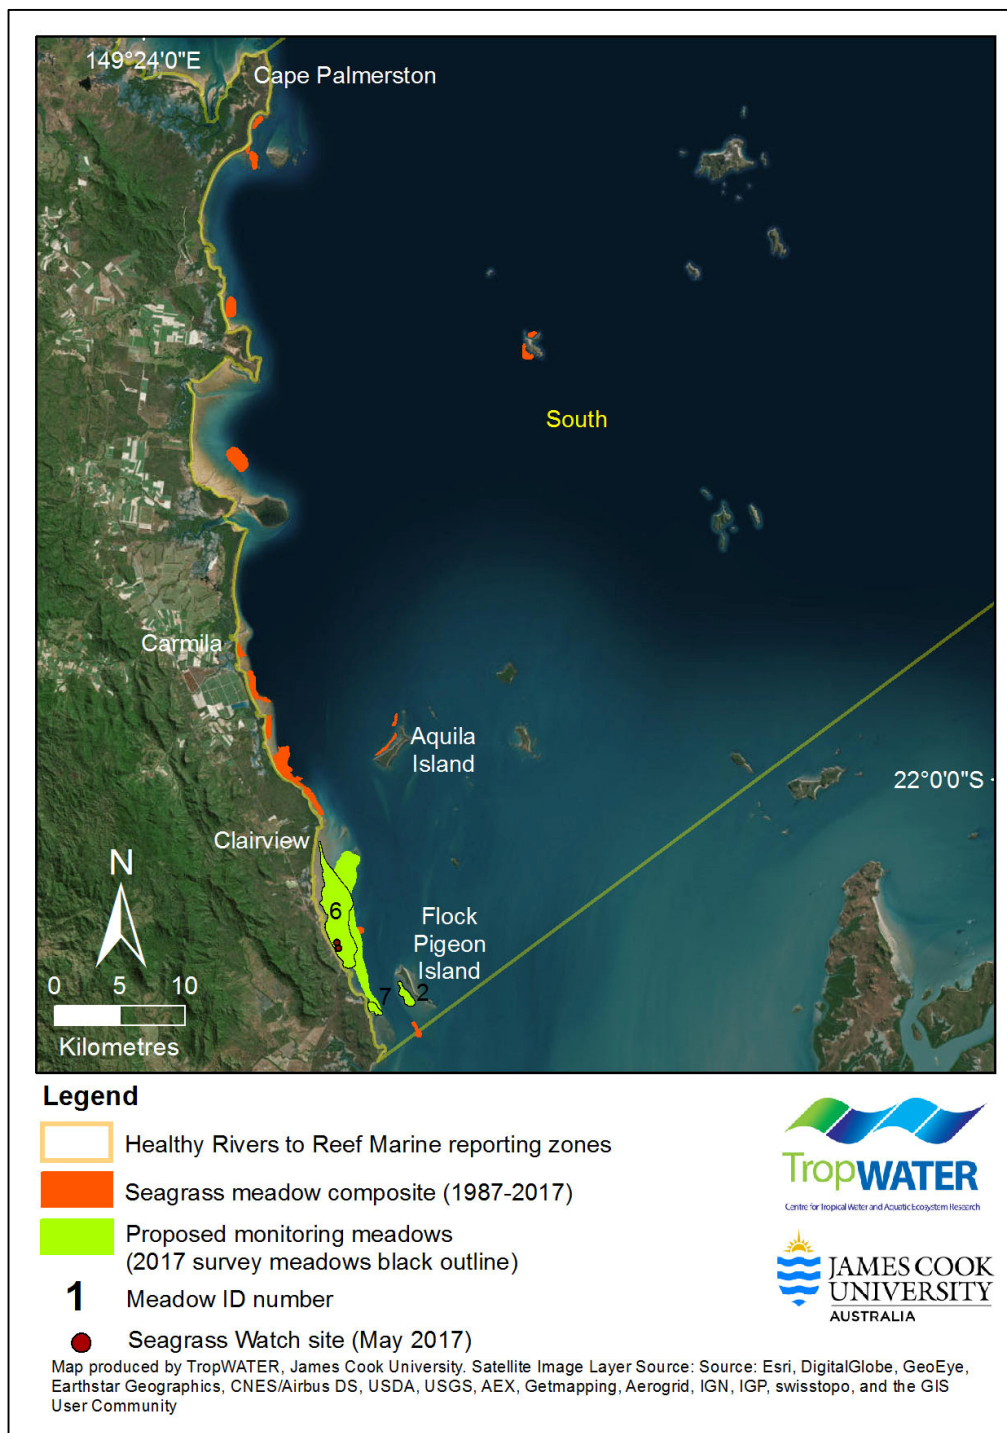 149°24'0"E
Cape Palmerston
South
Carmila
Aquila
Island
22°0'0"S
Clairview
N
6
Flock
Pigeon
Island
7
2
0 5 10
Kilometres
Legend
Healthy Rivers to Reef Marine reporting zones
Seagrass meadow composite (1987-2017)
Proposed monitoring meadows
(2017 survey meadows black outline)
1 Meadow ID number
Seagrass Watch site (May 2017)
TropWATER
Centre for Tropical Water and Aquatic Ecosystem Research
JAMES COOK
UNIVERSITY
AUSTRALIA
Map produced by TropWATER, James Cook University. Satellite Image Layer Source: Source: Esri, DigitalGlobe, GeoEye,
Earthstar Geographics, CNES/Airbus DS, USDA, USGS, AEX, Getmapping, Aerogrid, IGN, IGP, swisstopo, and the GIS
User Community